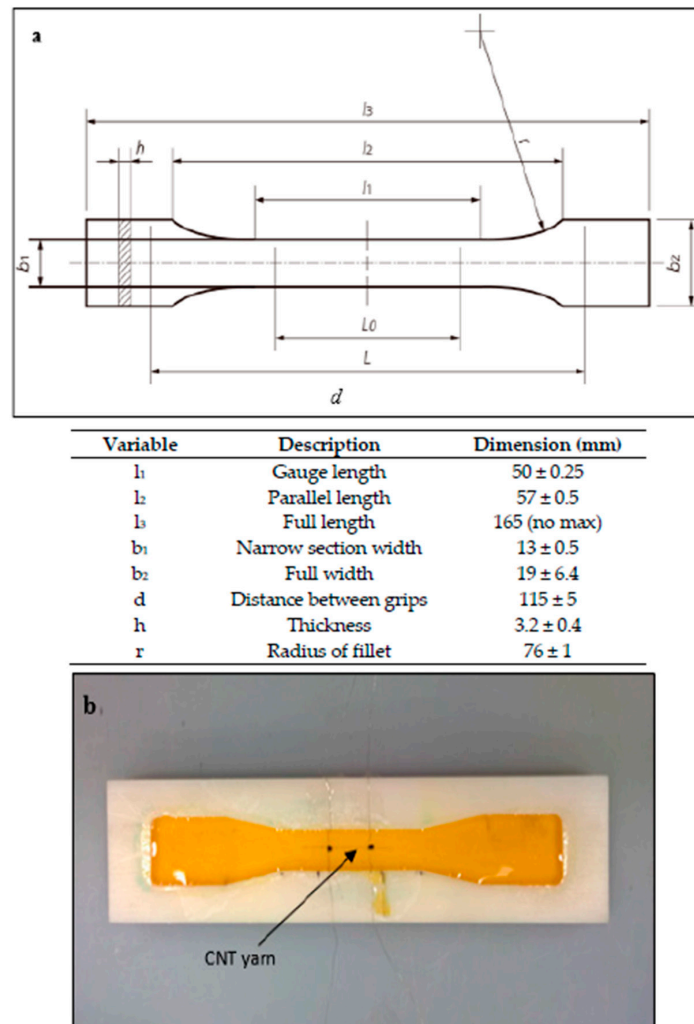 a
l3
h
l2
r
l1
b1
b2
L0
L
d
Variable Description Dimension (mm)
l₁ Gauge length 50 ± 0.25
l₂ Parallel length 57 ± 0.5
l₃ Full length 165 (no max)
b₁ Narrow section width 13 ± 0.5
b₂ Full width 19 ± 6.4
d Distance between grips 115 ± 5
h Thickness 3.2 ± 0.4
r Radius of fillet 76 ± 1
b
CNT yarn